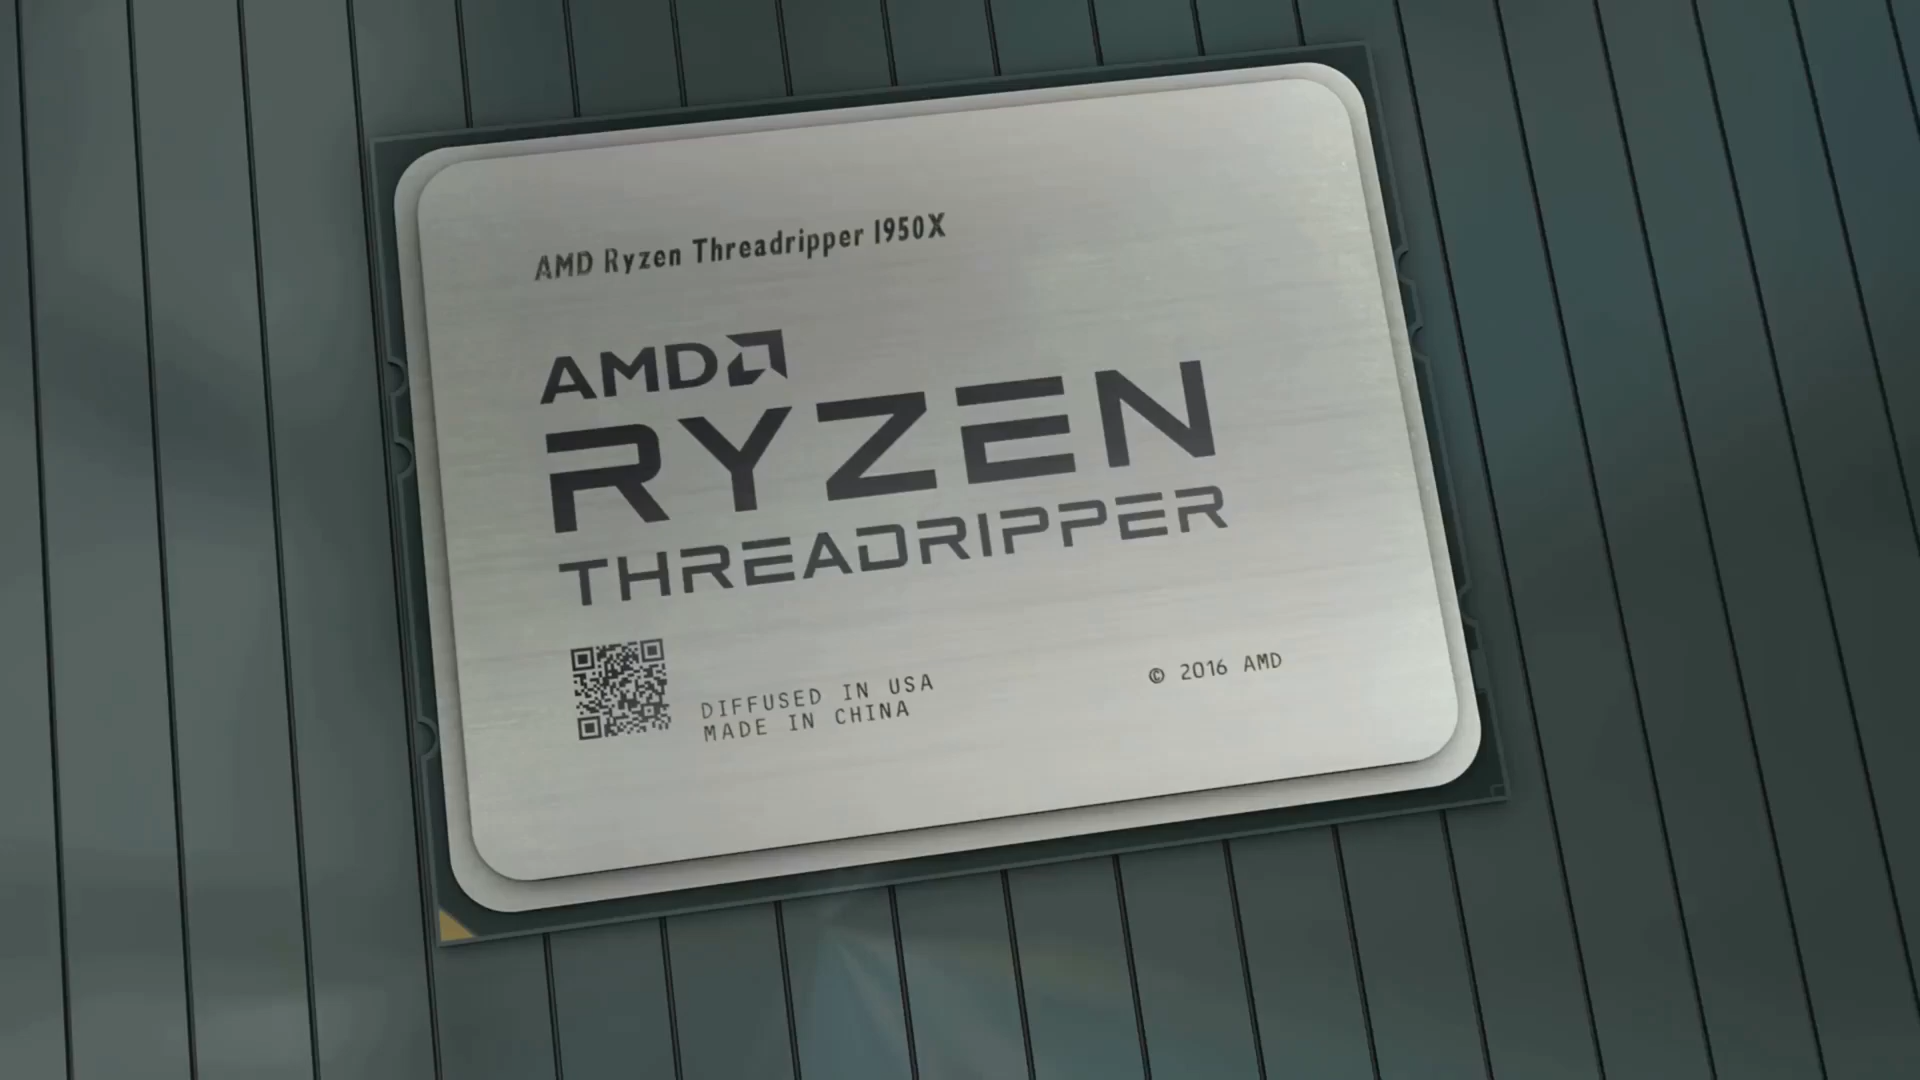 AMD Ryzen Threadripper 1950X
AMD
RYZEN
THREADRIPPER
DIFFUSED IN USA
MADE IN CHINA
© 2016 AMD